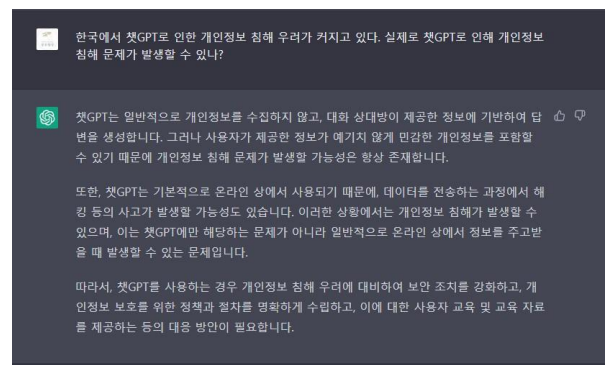 한국에서 챗GPT로 인한 개인정보 침해 우려가 커지고 있다. 실제로 챗GPT로 인해 개인정보
침해 문제가 발생할 수 있나?
챗GPT는 일반적으로 개인정보를 수집하지 않고, 대화 상대방이 제공한 정보에 기반하여 답
변을 생성합니다. 그러나 사용자가 제공한 정보가 예기치 않게 민감한 개인정보를 포함할
수 있기 때문에 개인정보 침해 문제가 발생할 가능성은 항상 존재합니다.
또한, 챗GPT는 기본적으로 온라인 상에서 사용되기 때문에, 데이터를 전송하는 과정에서 해
킹 등의 사고가 발생할 가능성도 있습니다. 이러한 상황에서는 개인정보 침해가 발생할 수
있으며, 이는 챗GPT에만 해당하는 문제가 아니라 일반적으로 온라인 상에서 정보를 주고받
을 때 발생할 수 있는 문제입니다.
따라서, 챗GPT를 사용하는 경우 개인정보 침해 우려에 대비하여 보안 조치를 강화하고, 개
인정보 보호를 위한 정책과 절차를 명확하게 수립하고, 이에 대한 사용자 교육 및 교육 자료
를 제공하는 등의 대응 방안이 필요합니다.